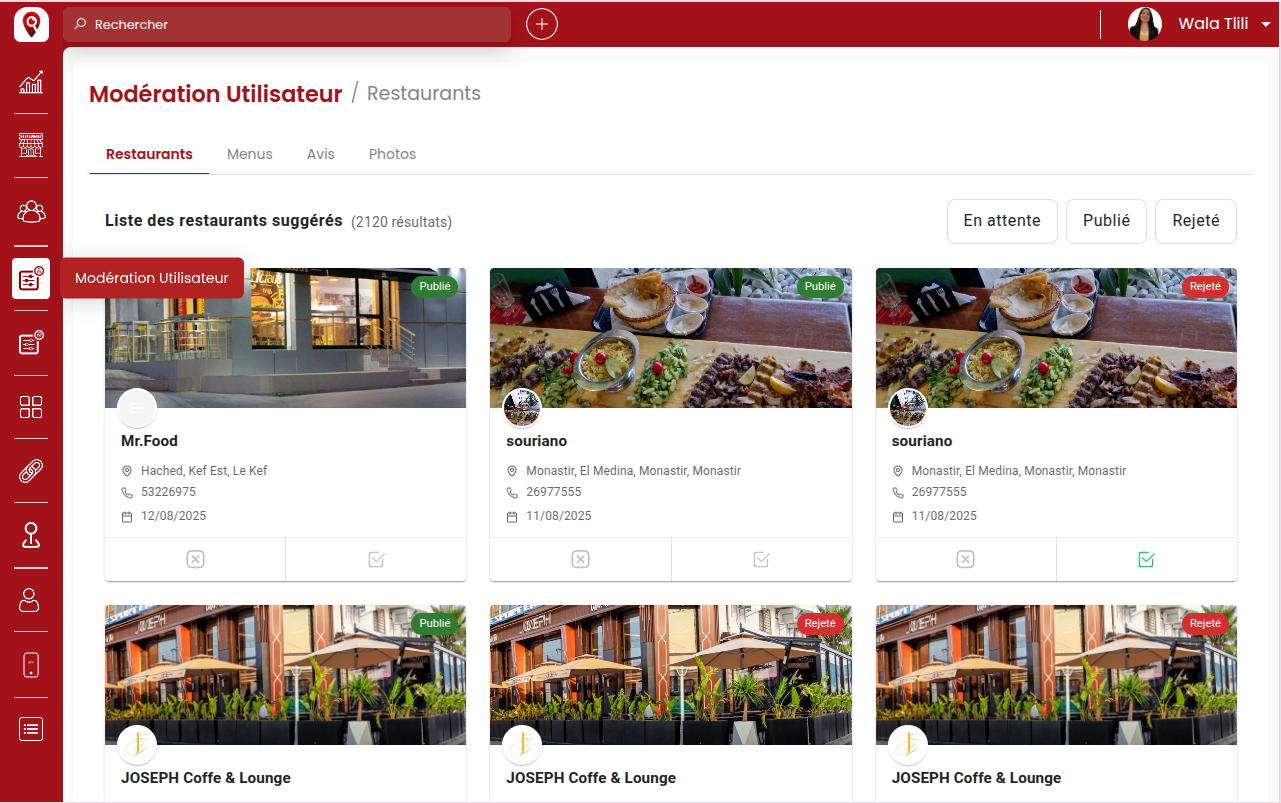 Rechercher
Wala Tlili
Modération Utilisateur / Restaurants
Restaurants Menus Avis Photos
Liste des restaurants suggérés (2120 résultats)
En attente Publié Rejeté
Modération Utilisateur
Publié
Publié
Rejeté
Mr.Food
Hached, Kef Est, Le Kef
53226975
12/08/2025
souriano
Monastir, El Medina, Monastir, Monastir
26977555
11/08/2025
souriano
Monastir, El Medina, Monastir, Monastir
26977555
11/08/2025
Publié
Rejeté
Rejeté
JOSEPH
JOSEPH
JOSEPH
JOSEPH Coffe & Lounge
JOSEPH Coffe & Lounge
JOSEPH Coffe & Lounge